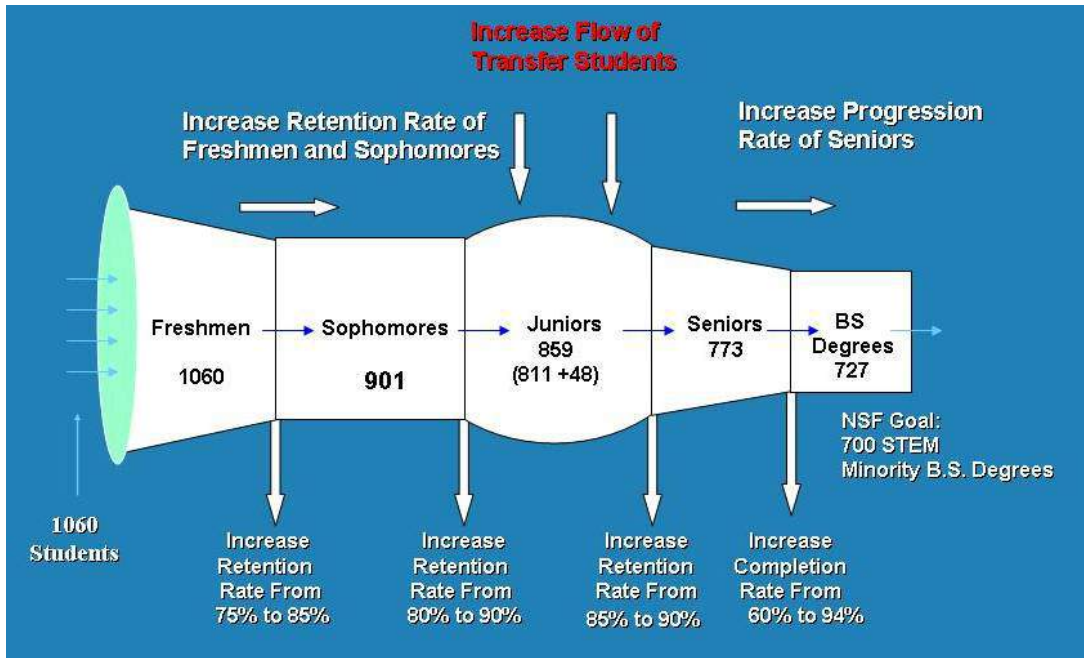 Increase Flow of
Transfer Students
Increase Retention Rate of
Freshmen and Sophomores
Increase Progression
Rate of Seniors
Freshmen
1060
Sophomores
901
Juniors
859
(811 +48)
Seniors
773
BS
Degrees
727
NSF Goal:
700 STEM
Minority B.S. Degrees
1060
Students
Increase
Retention
Rate From
75% to 85%
Increase
Retention
Rate From
80% to 90%
Increase
Retention
Rate From
85% to 90%
Increase
Completion
Rate From
60% to 94%